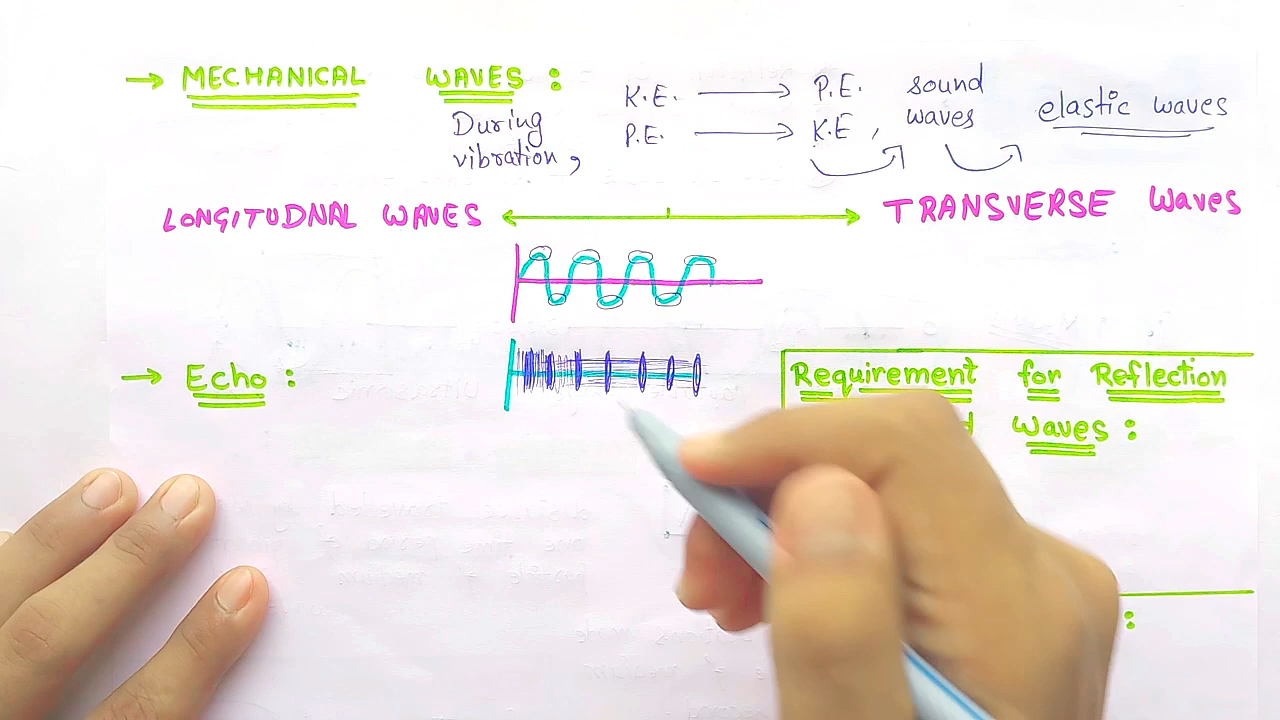 → MECHANICAL WAVES :
During vibration,
K.E. → P.E.
P.E. → K.E ,
sound waves
elastic waves
LONGITUDNAL WAVES
TRANSVERSE Waves
→ Echo :
Requirement for Reflection
Waves :
: